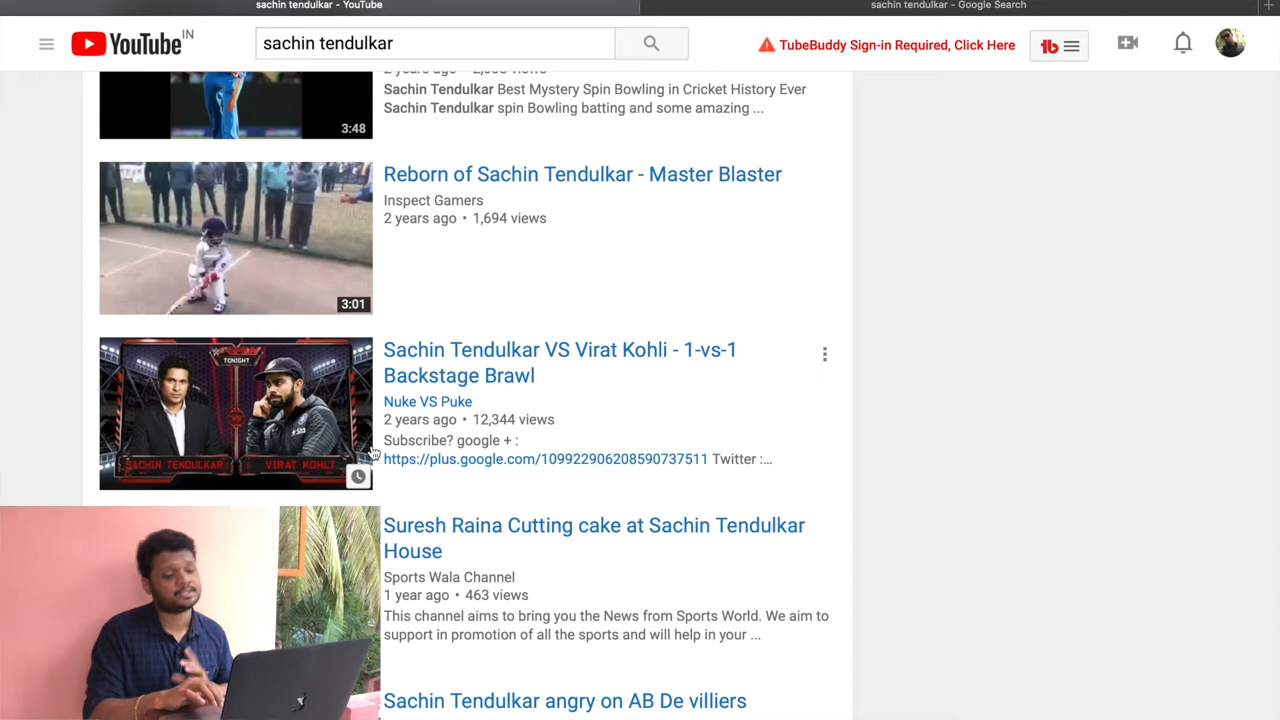 sachin tendulkar - YouTube
sachin tendulkar - Google Search
YouTube IN
sachin tendulkar
TubeBuddy Sign-in Required, Click Here
tb
2 years ago •
views
Sachin Tendulkar Best Mystery Spin Bowling in Cricket History Ever
Sachin Tendulkar spin Bowling batting and some amazing ...
3:48
Reborn of Sachin Tendulkar - Master Blaster
Inspect Gamers
2 years ago • 1,694 views
3:01
Sachin Tendulkar VS Virat Kohli - 1-vs-1
Backstage Brawl
Nuke VS Puke
2 years ago • 12,344 views
Subscribe? google + :
https://plus.google.com/109922906208590737511 Twitter :...
TONIGHT
VS
SACHIN TENDULKAR
VIRAT KOHLI
Suresh Raina Cutting cake at Sachin Tendulkar
House
Sports Wala Channel
1 year ago • 463 views
This channel aims to bring you the News from Sports World. We aim to
support in promotion of all the sports and will help in your ...
Sachin Tendulkar angry on AB De villiers